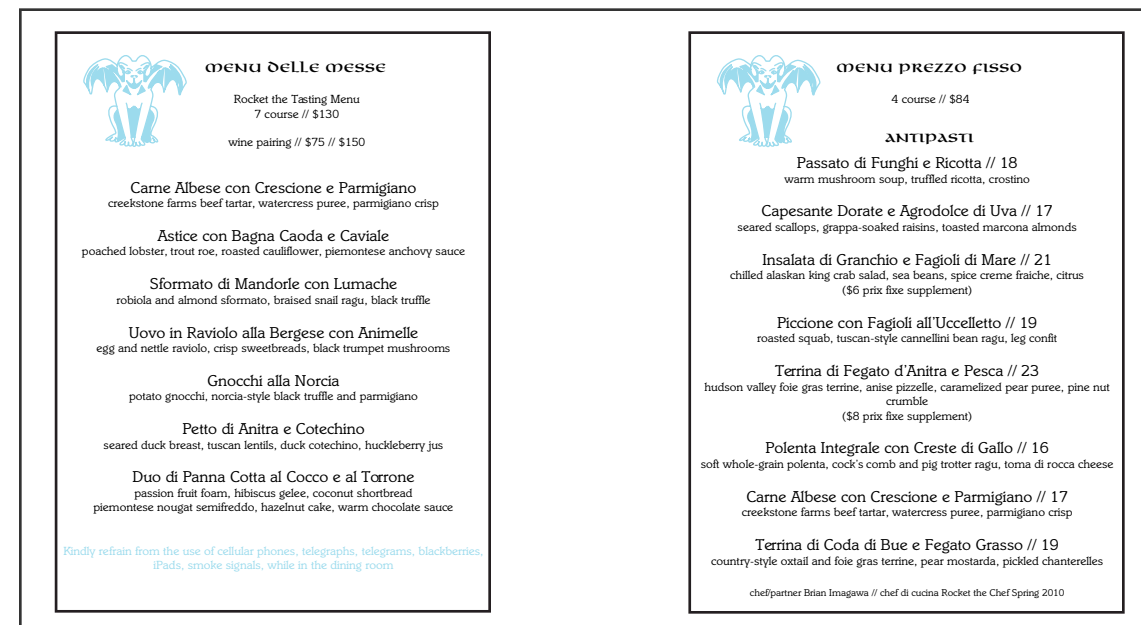 MENU DELLE MESSE
Rocket the Tasting Menu
7 course // $130
wine pairing // $75 // $150
Carne Albese con Crescione e Parmigiano
creekstone farms beef tartar, watercress puree, parmigiano crisp
Astice con Bagna Caoda e Caviale
poached lobster, trout roe, roasted cauliflower, piemontese anchovy sauce
Sformato di Mandorle con Lumache
robiola and almond sformato, braised snail ragu, black truffle
Uovo in Raviolo alla Bergese con Animelle
egg and nettle raviolo, crisp sweetbreads, black trumpet mushrooms
Gnocchi alla Norcia
potato gnocchi, norcia-style black truffle and parmigiano
Petto di Anitra e Cotechino
seared duck breast, tuscan lentils, duck cotechino, huckleberry jus
Duo di Panna Cotta al Cocco e al Torrone
passion fruit foam, hibiscus gelee, coconut shortbread
piemontese nougat semifreddo, hazelnut cake, warm chocolate sauce
Kindly refrain from the use of cellular phones, telegraphs, telegrams, blackberries,
iPads, smoke signals, while in the dining room
MENU PREZZO FISSO
4 course // $84
ANTIPASTI
Passato di Funghi e Ricotta // 18
warm mushroom soup, truffled ricotta, crostino
Capesante Dorate e Agrodolce di Uva // 17
seared scallops, grappa-soaked raisins, toasted marcona almonds
Insalata di Granchio e Fagioli di Mare // 21
chilled alaskan king crab salad, sea beans, spice creme fraiche, citrus
($6 prix fixe supplement)
Piccione con Fagioli all'Uccelletto // 19
roasted squab, tuscan-style cannellini bean ragu, leg confit
Terrina di Fegato d'Anitra e Pesca // 23
hudson valley foie gras terrine, anise pizzelle, caramelized pear puree, pine nut
crumble
($8 prix fixe supplement)
Polenta Integrale con Creste di Gallo // 16
soft whole-grain polenta, cock's comb and pig trotter ragu, toma di rocca cheese
Carne Albese con Crescione e Parmigiano // 17
creekstone farms beef tartar, watercress puree, parmigiano crisp
Terrina di Coda di Bue e Fegato Grasso // 19
country-style oxtail and foie gras terrine, pear mostarda, pickled chanterelles
chef/partner Brian Imagawa // chef di cucina Rocket the Chef Spring 2010